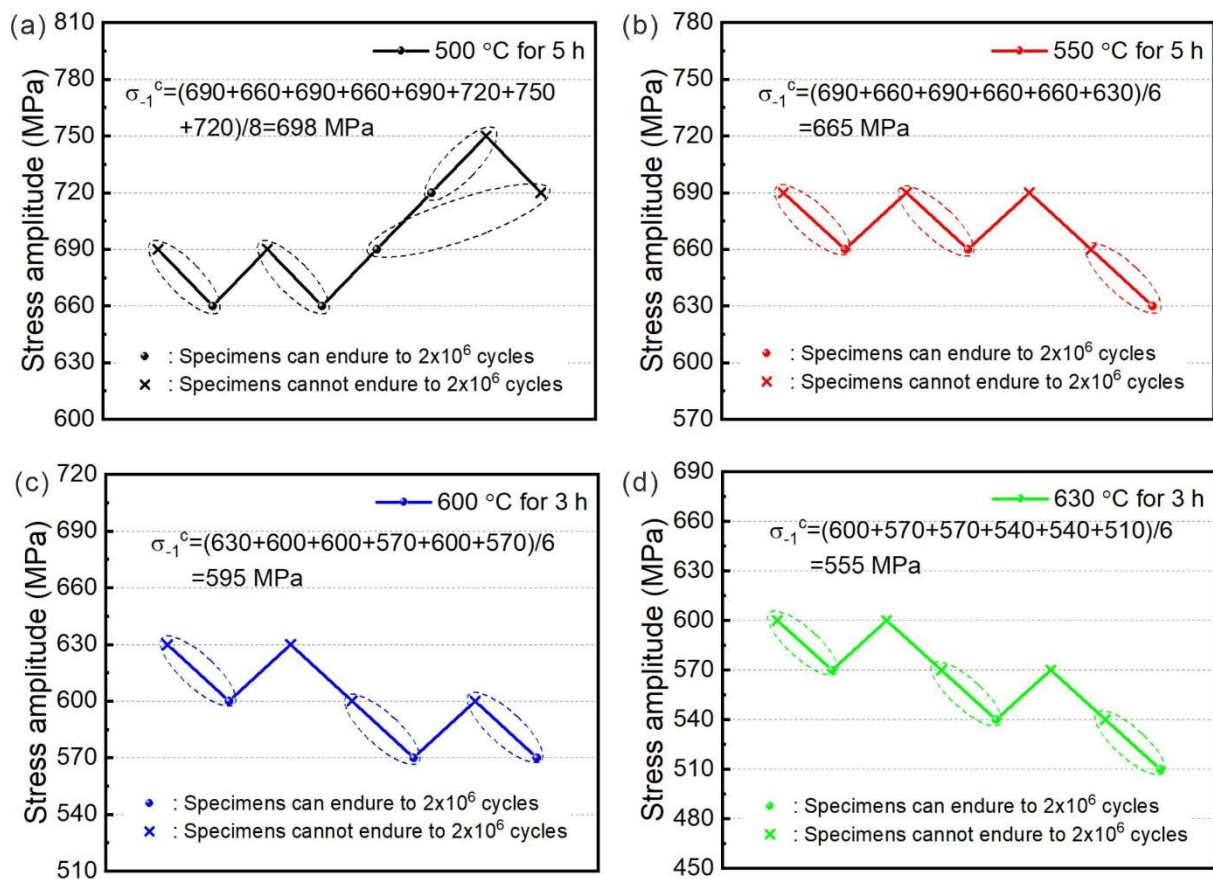 (a)
500 °C for 5 h
σ₋₁ᶜ=(690+660+690+660+690+720+750
+720)/8=698 MPa
Stress amplitude (MPa)
810
780
750
720
690
660
630
600
: Specimens can endure to 2x10⁶ cycles
: Specimens cannot endure to 2x10⁶ cycles
(b)
550 °C for 5 h
σ₋₁ᶜ=(690+660+690+660+660+630)/6
=665 MPa
Stress amplitude (MPa)
780
750
720
690
660
630
600
570
: Specimens can endure to 2x10⁶ cycles
: Specimens cannot endure to 2x10⁶ cycles
(c)
600 °C for 3 h
σ₋₁ᶜ=(630+600+600+570+600+570)/6
=595 MPa
Stress amplitude (MPa)
720
690
660
630
600
570
540
510
: Specimens can endure to 2x10⁶ cycles
: Specimens cannot endure to 2x10⁶ cycles
(d)
630 °C for 3 h
σ₋₁ᶜ=(600+570+570+540+540+510)/6
=555 MPa
Stress amplitude (MPa)
690
660
630
600
570
540
510
480
450
: Specimens can endure to 2x10⁶ cycles
: Specimens cannot endure to 2x10⁶ cycles